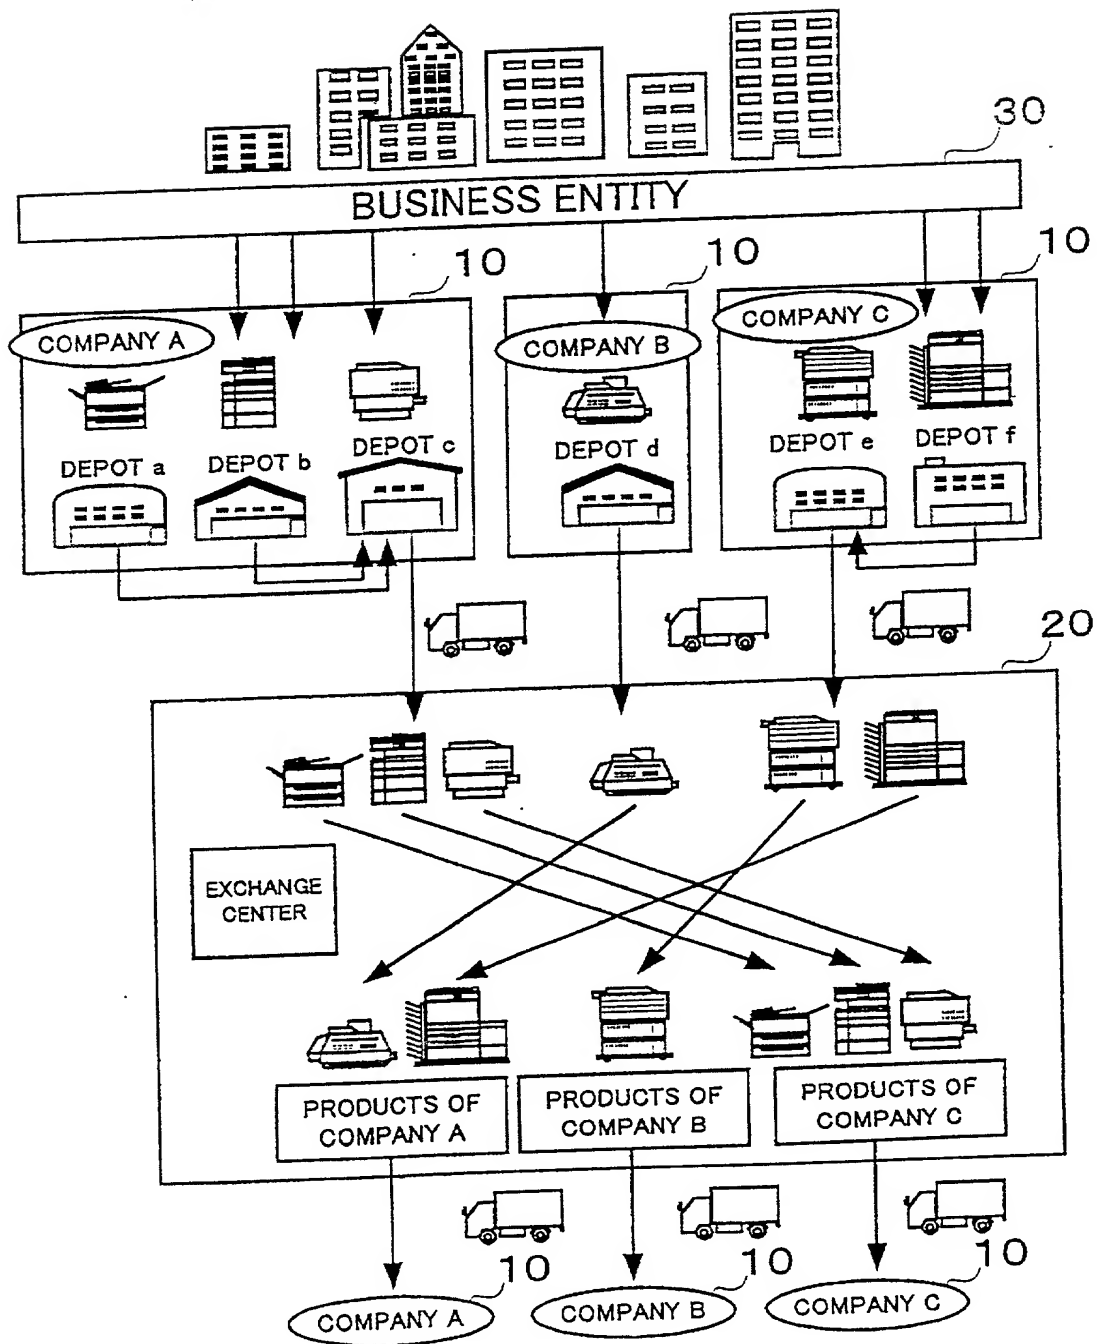 30
BUSINESS ENTITY
10
10
10
COMPANY A
COMPANY B
COMPANY C
DEPOT a
DEPOT b
DEPOT c
DEPOT d
DEPOT e
DEPOT f
20
EXCHANGE
CENTER
PRODUCTS OF
COMPANY A
PRODUCTS OF
COMPANY B
PRODUCTS OF
COMPANY C
10
10
10
COMPANY A
COMPANY B
COMPANY C